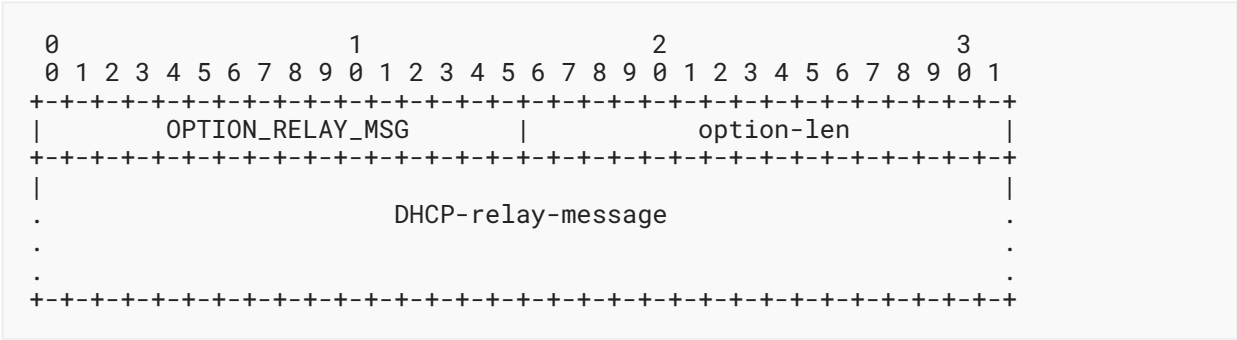 0                   1                   2                   3
 0 1 2 3 4 5 6 7 8 9 0 1 2 3 4 5 6 7 8 9 0 1 2 3 4 5 6 7 8 9 0 1
+-+-+-+-+-+-+-+-+-+-+-+-+-+-+-+-+-+-+-+-+-+-+-+-+-+-+-+-+-+-+-+-+
|        OPTION_RELAY_MSG       |           option-len          |
+-+-+-+-+-+-+-+-+-+-+-+-+-+-+-+-+-+-+-+-+-+-+-+-+-+-+-+-+-+-+-+-+
|                                                               |
.                       DHCP-relay-message                      .
.                                                               .
.                                                               .
+-+-+-+-+-+-+-+-+-+-+-+-+-+-+-+-+-+-+-+-+-+-+-+-+-+-+-+-+-+-+-+-+